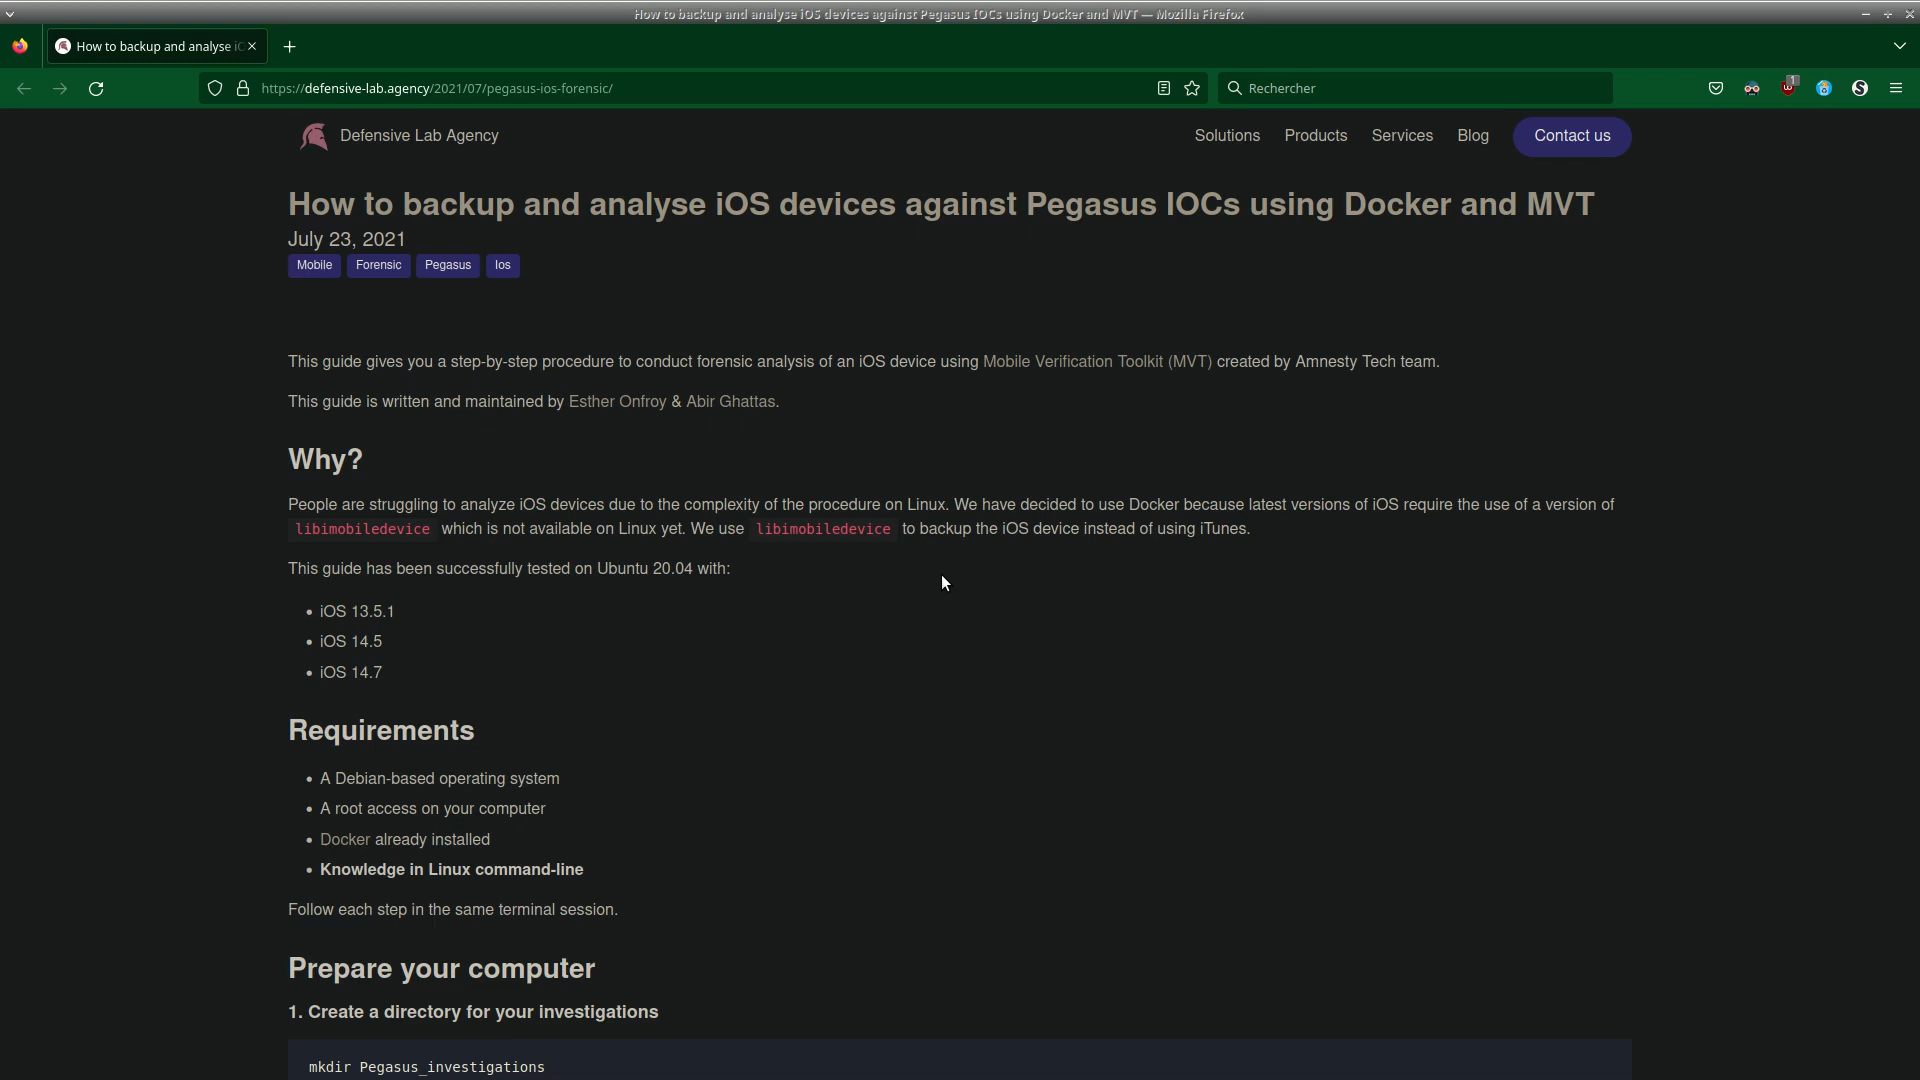 How to backup and analyse iOS devices against Pegasus IOCs using Docker and MVT — Mozilla Firefox
How to backup and analyse iO
https://defensive-lab.agency/2021/07/pegasus-ios-forensic/
Rechercher
1
Defensive Lab Agency
Solutions
Products
Services
Blog
Contact us
How to backup and analyse iOS devices against Pegasus IOCs using Docker and MVT
July 23, 2021
Mobile
Forensic
Pegasus
Ios
This guide gives you a step-by-step procedure to conduct forensic analysis of an iOS device using Mobile Verification Toolkit (MVT) created by Amnesty Tech team.
This guide is written and maintained by Esther Onfroy & Abir Ghattas.
Why?
People are struggling to analyze iOS devices due to the complexity of the procedure on Linux. We have decided to use Docker because latest versions of iOS require the use of a version of
libimobiledevice which is not available on Linux yet. We use libimobiledevice to backup the iOS device instead of using iTunes.
This guide has been successfully tested on Ubuntu 20.04 with:
• iOS 13.5.1
• iOS 14.5
• iOS 14.7
Requirements
• A Debian-based operating system
• A root access on your computer
• Docker already installed
• Knowledge in Linux command-line
Follow each step in the same terminal session.
Prepare your computer
1. Create a directory for your investigations
mkdir Pegasus_investigations